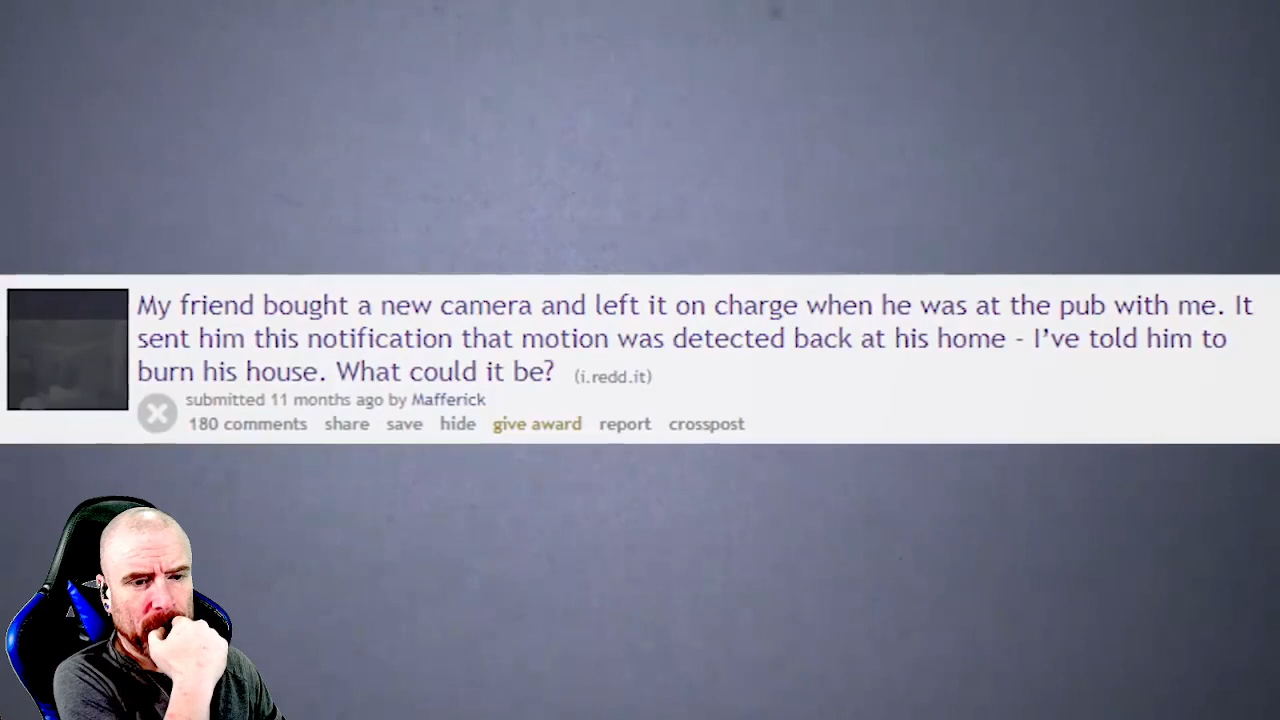 My friend bought a new camera and left it on charge when he was at the pub with me. It
sent him this notification that motion was detected back at his home - I’ve told him to
burn his house. What could it be? (i.redd.it)
submitted 11 months ago by Mafferick
180 comments share save hide give award report crosspost